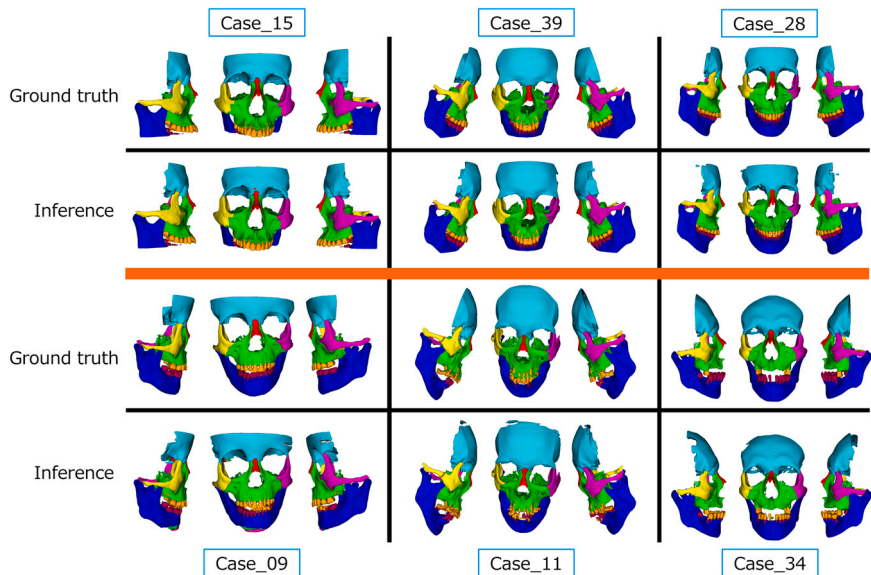 Case_15
Case_39
Case_28
Ground truth
Inference
Ground truth
Inference
Case_09
Case_11
Case_34